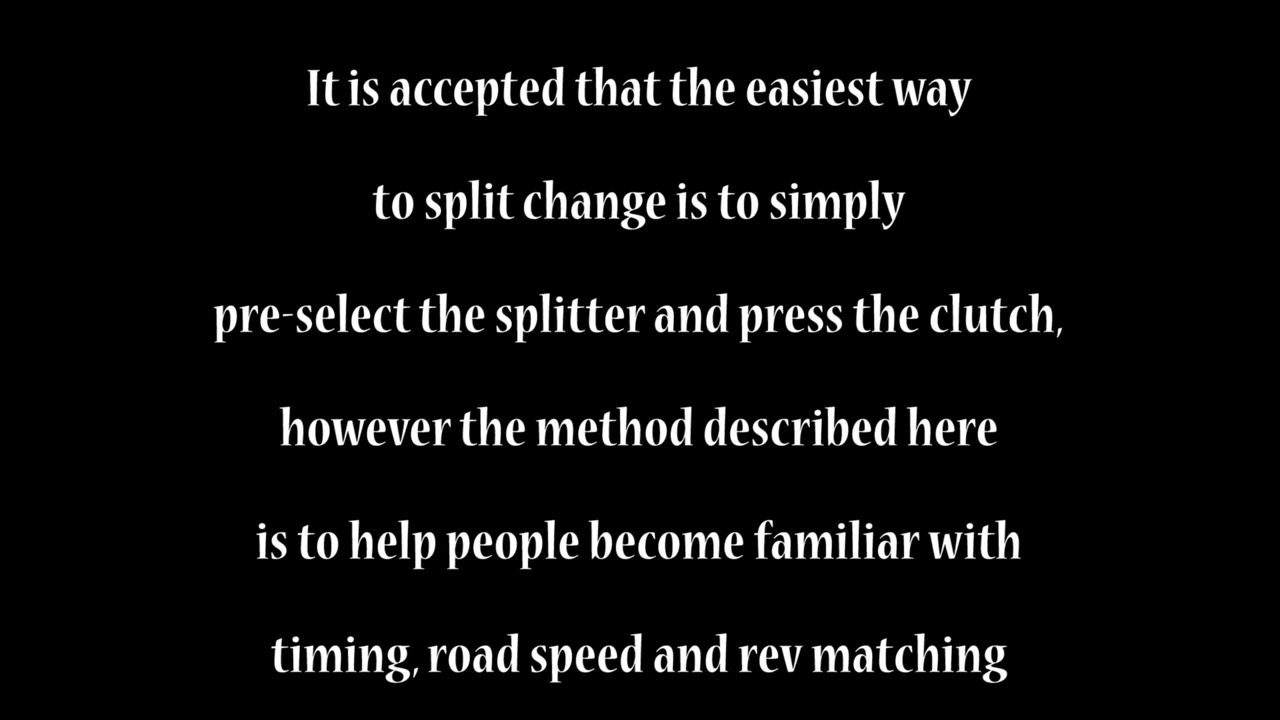 It is accepted that the easiest way
to split change is to simply
pre-select the splitter and press the clutch,
however the method described here
is to help people become familiar with
timing, road speed and rev matching